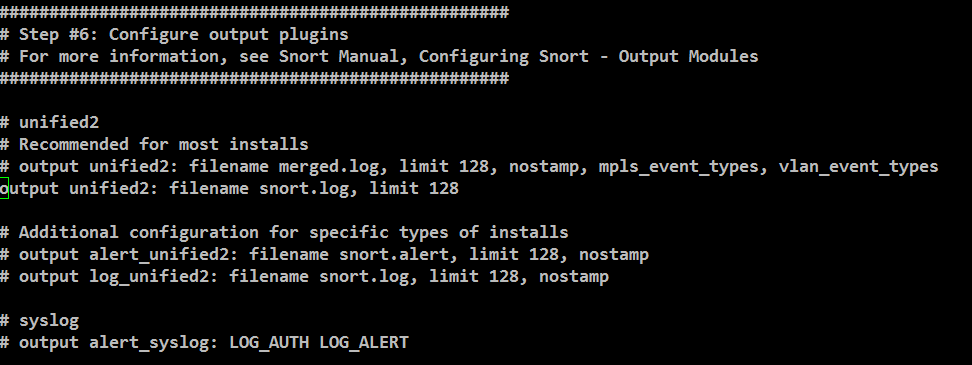 ###################################################
# Step #6: Configure output plugins
# For more information, see Snort Manual, Configuring Snort - Output Modules
###################################################
# unified2
# Recommended for most installs
# output unified2: filename merged.log, limit 128, nostamp, mpls_event_types, vlan_event_types
output unified2: filename snort.log, limit 128
# Additional configuration for specific types of installs
# output alert_unified2: filename snort.alert, limit 128, nostamp
# output log_unified2: filename snort.log, limit 128, nostamp
# syslog
# output alert_syslog: LOG_AUTH LOG_ALERT